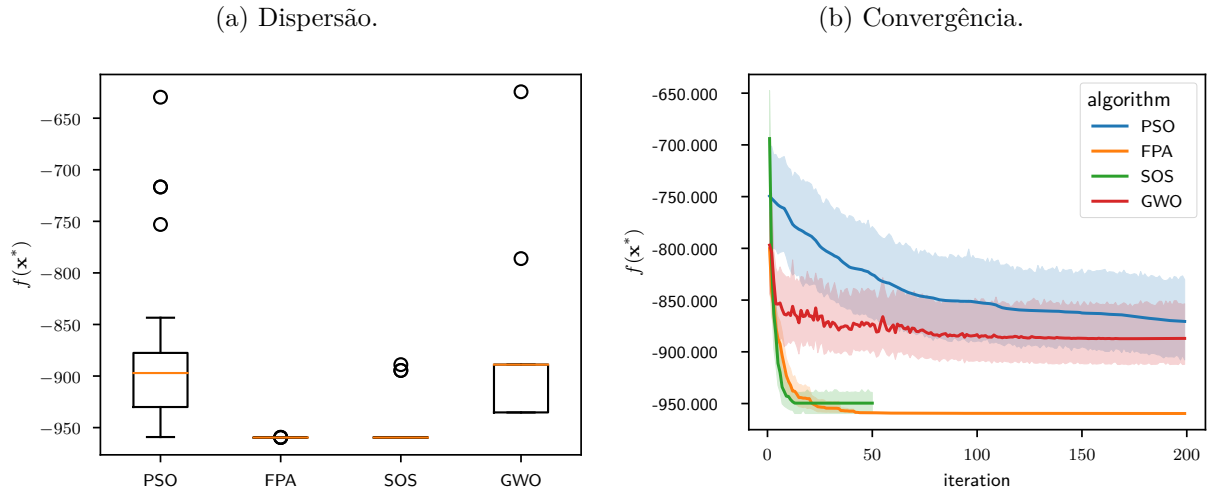 (a) Dispersão.
−650
−700
−750
−800
−850
−900
−950
f(x*)
PSO FPA SOS GWO
(b) Convergência.
-650.000
-700.000
-750.000
-800.000
-850.000
-900.000
-950.000
f(x*)
algorithm
PSO
FPA
SOS
GWO
0 50 100 150 200
iteration